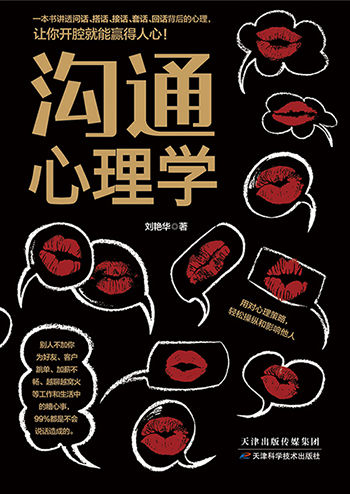 一本书讲透问话、搭话、接话、套话、回话背后的心理，
让你开腔就能赢得人心！
沟通
心理学
刘艳华◎著
用对心理策略，
轻松操纵和影响他人
别人不加你
为好友、客户
跳单、加薪不
畅、越聊越窝火
等工作和生活中
的暗心事，
99%都是不会
说话造成的。
天津出版传媒集团
天津科学技术出版社